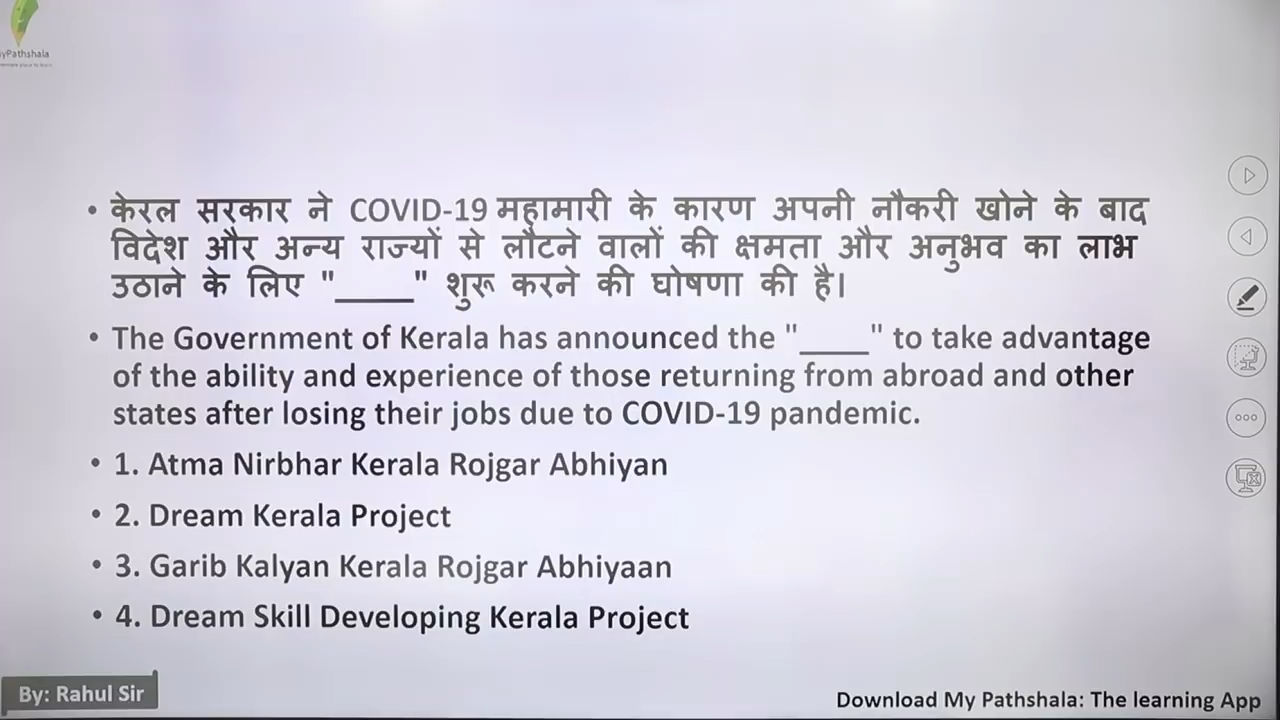 yPathshala
• केरल सरकार ने COVID-19 महामारी के कारण अपनी नौकरी खोने के बाद
विदेश और अन्य राज्यों से लौटने वालों की क्षमता और अनुभव का लाभ
उठाने के लिए "_____" शुरू करने की घोषणा की है।
• The Government of Kerala has announced the "____" to take advantage
of the ability and experience of those returning from abroad and other
states after losing their jobs due to COVID-19 pandemic.
• 1. Atma Nirbhar Kerala Rojgar Abhiyan
• 2. Dream Kerala Project
• 3. Garib Kalyan Kerala Rojgar Abhiyaan
• 4. Dream Skill Developing Kerala Project
By: Rahul Sir
Download My Pathshala: The learning App